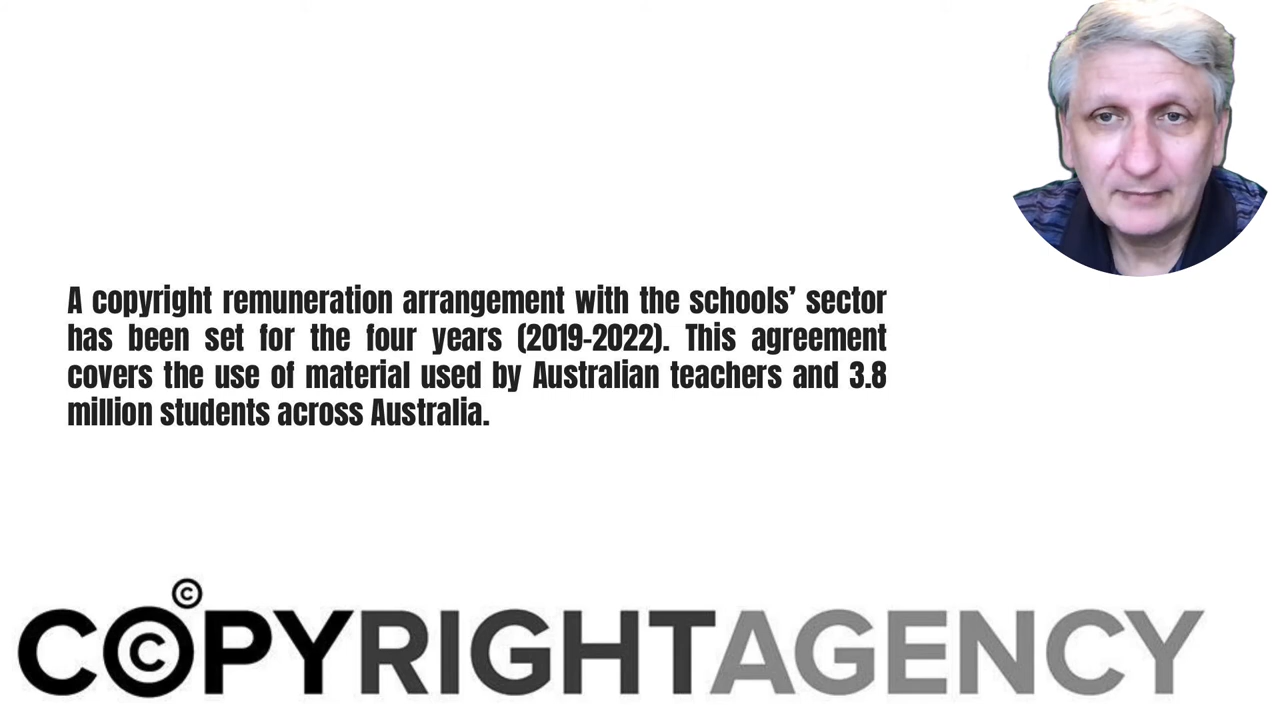 A copyright remuneration arrangement with the schools’ sector
has been set for the four years (2019-2022). This agreement
covers the use of material used by Australian teachers and 3.8
million students across Australia.
©
COPYRIGHTAGENCY